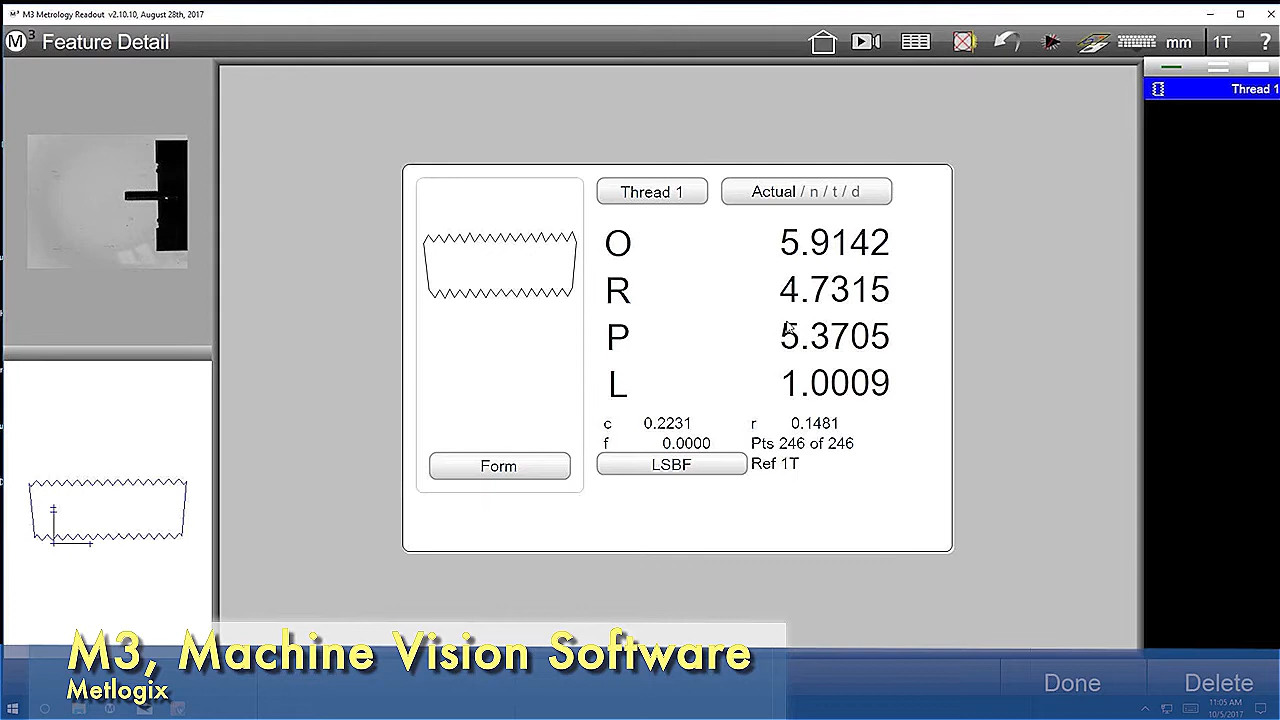 M3 Metrology Readout v2.10.10, August 28th, 2017
M 3 Feature Detail
mm
1T
?
Thread 1
Thread 1
Actual / n / t / d
O 5.9142
R 4.7315
P 5.3705
L 1.0009
c 0.2231 r 0.1481
f 0.0000 Pts 246 of 246
Form
LSBF
Ref 1T
M3, Machine Vision Software
Metlogix
Done
Delete
11:05 AM
10/5/2017